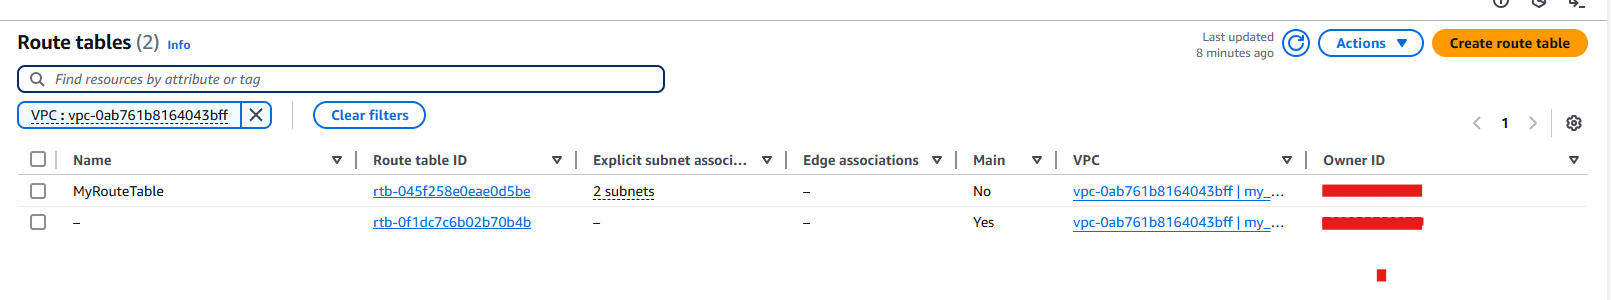 Route tables (2) Info
Last updated
8 minutes ago
Actions
Create route table
Find resources by attribute or tag
VPC : vpc-0ab761b8164043bff
Clear filters
1
Name Route table ID Explicit subnet associ... Edge associations Main VPC Owner ID
MyRouteTable rtb-045f258e0eae0d5be 2 subnets – No vpc-0ab761b8164043bff | my_...
– rtb-0f1dc7c6b02b70b4b – – Yes vpc-0ab761b8164043bff | my_...